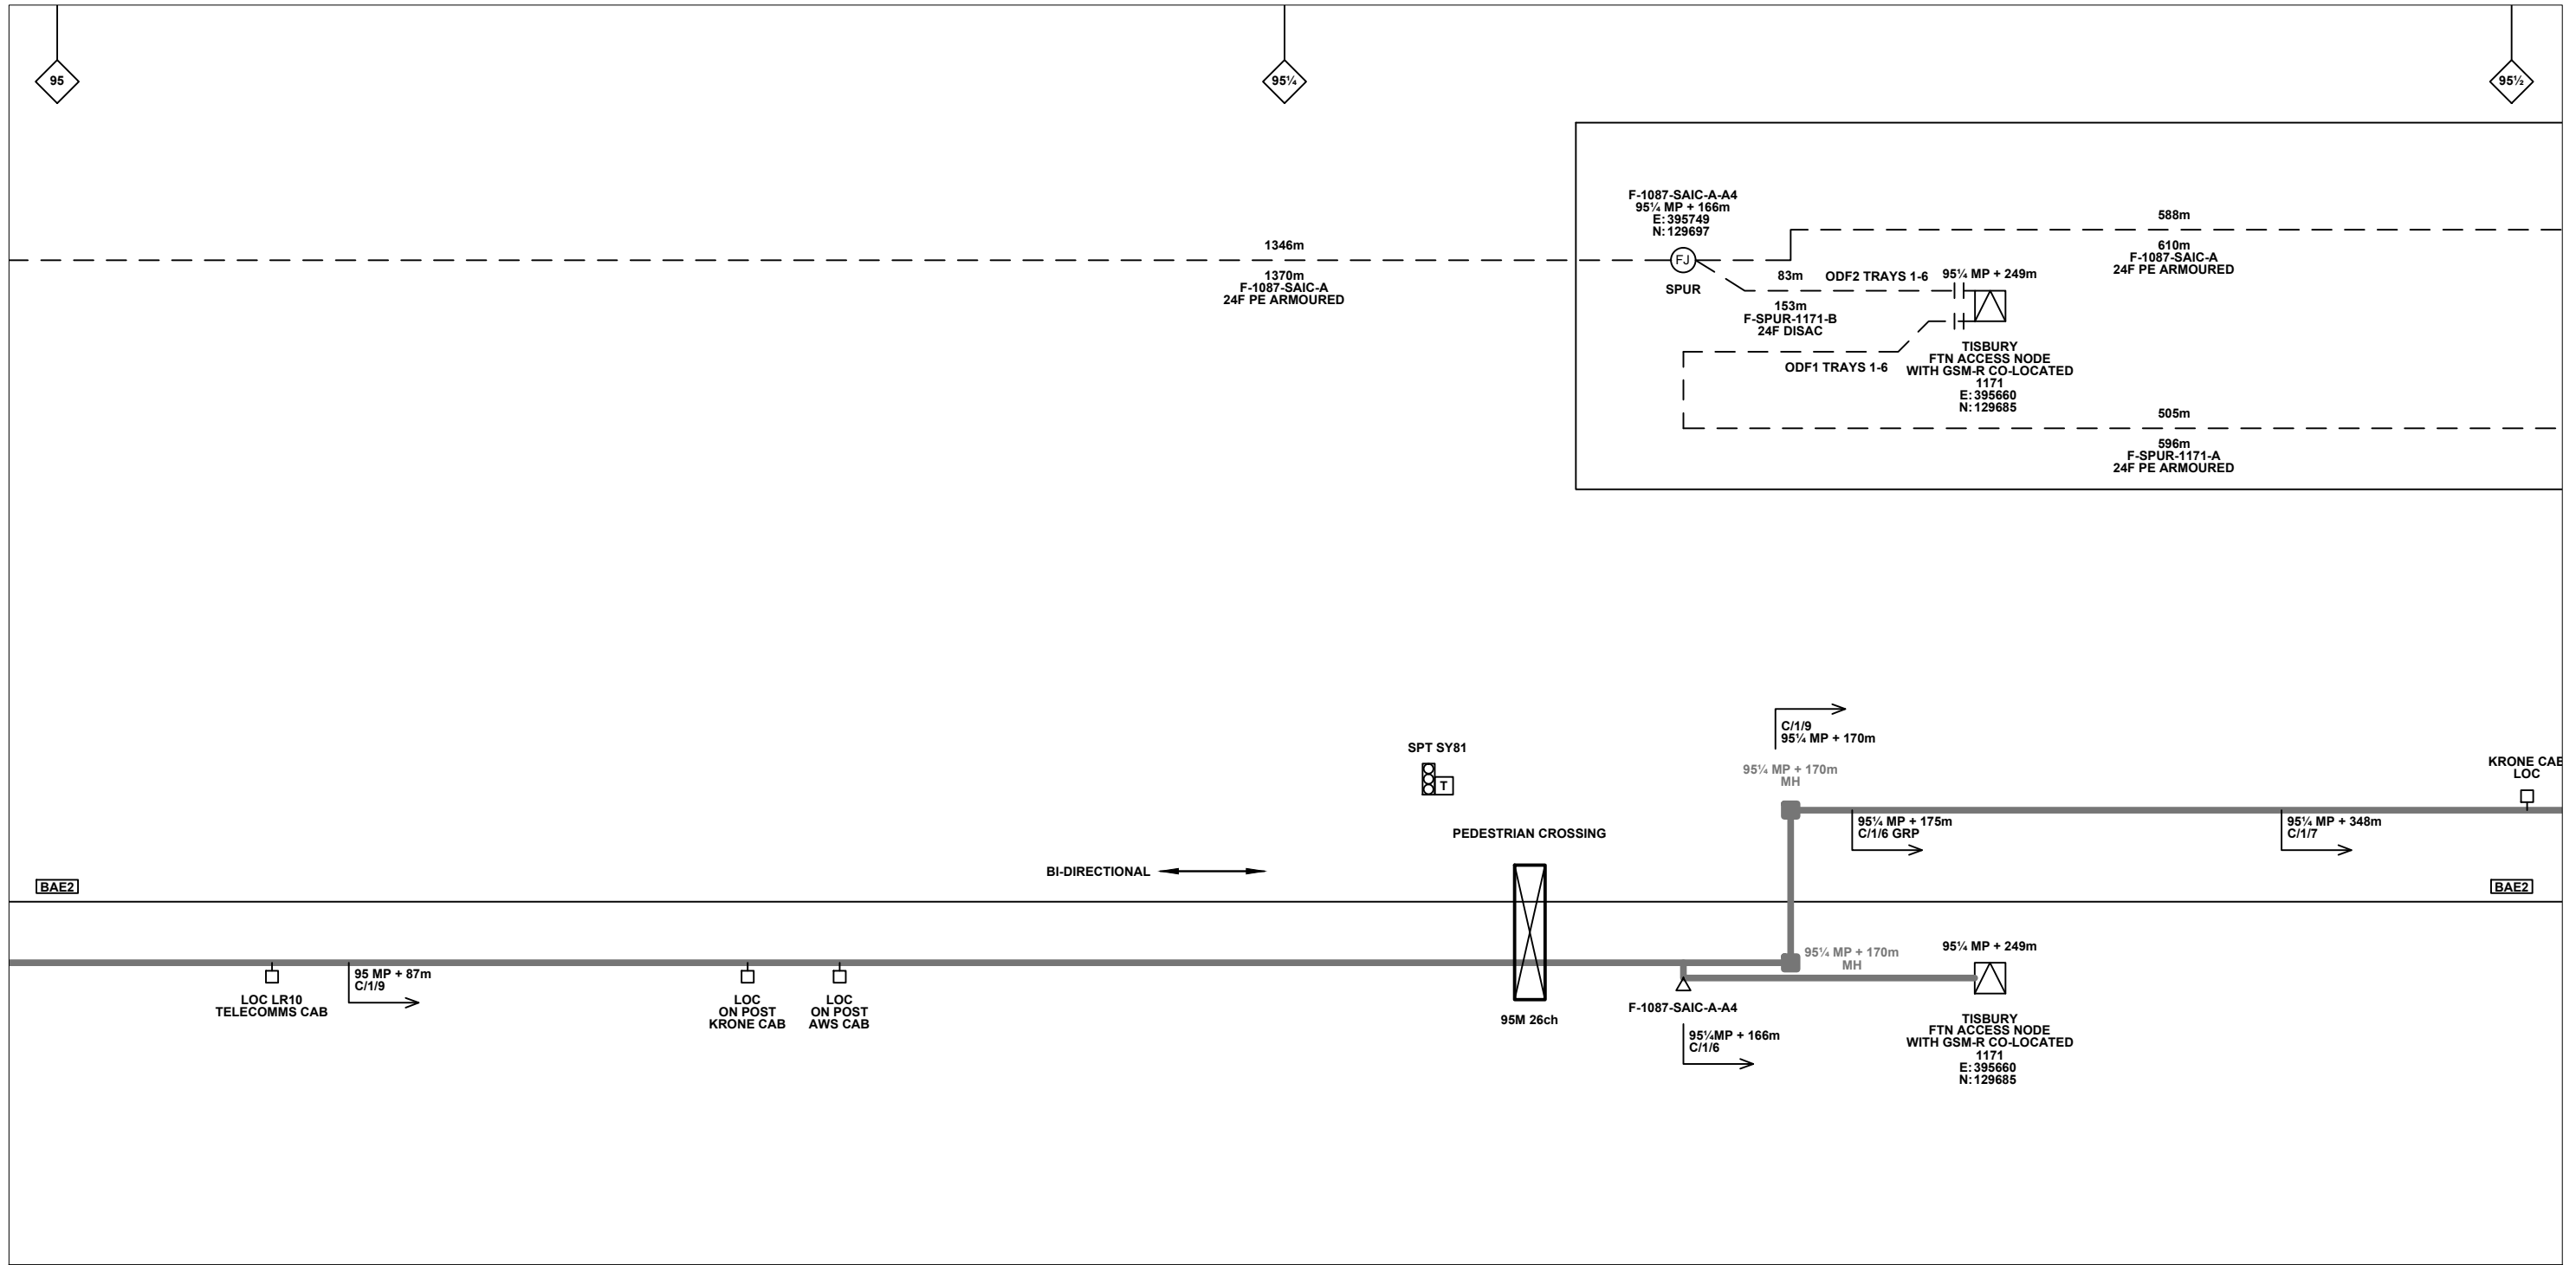 95
95¼
95½
F-1087-SAIC-A-A4
95¼ MP + 166m
E:395749
N:129697
FJ
SPUR
1346m
1370m
F-1087-SAIC-A
24F PE ARMOURED
588m
610m
F-1087-SAIC-A
24F PE ARMOURED
83m
ODF2 TRAYS 1-6
95¼ MP + 249m
153m
F-SPUR-1171-B
24F DISAC
ODF1 TRAYS 1-6
TISBURY
FTN ACCESS NODE
WITH GSM-R CO-LOCATED
1171
E:395660
N:129685
505m
596m
F-SPUR-1171-A
24F PE ARMOURED
C/1/9
95¼ MP + 170m
SPT SY81
T
95¼ MP + 170m
MH
KRONE CAB
LOC
95¼ MP + 175m
C/1/6 GRP
95¼ MP + 348m
C/1/7
PEDESTRIAN CROSSING
BI-DIRECTIONAL
BAE2
BAE2
95¼ MP + 170m
MH
95¼ MP + 249m
LOC LR10
TELECOMMS CAB
95 MP + 87m
C/1/9
LOC
ON POST
KRONE CAB
LOC
ON POST
AWS CAB
95M 26ch
F-1087-SAIC-A-A4
95¼MP + 166m
C/1/6
TISBURY
FTN ACCESS NODE
WITH GSM-R CO-LOCATED
1171
E:395660
N:129685